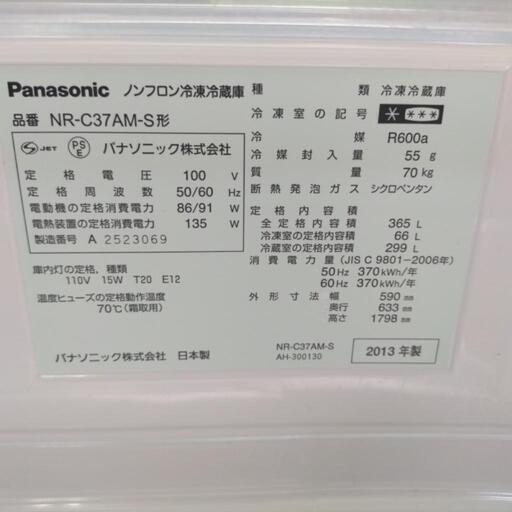 Panasonic ノンフロン冷凍冷蔵庫
品番 NR-C37AM-S形
S JET PSE パナソニック株式会社
定格電圧 100 V
定格周波数 50/60 Hz
電動機の定格消費電力 86/91 W
電熱装置の定格消費電力 135 W
製造番号 A 2523069
庫内灯の定格，種類
110V 15W T20 E12
温度ヒューズの定格動作温度
70℃(霜取用)
パナソニック株式会社 日本製
種類 冷凍冷蔵庫
冷凍室の記号 * ***
冷媒 R600a
冷媒封入量 55 g
質量 70 kg
断熱発泡ガス シクロペンタン
定格内容積
全定格内容積 365 L
冷凍室の定格内容積 66 L
冷蔵室の定格内容積 299 L
消費電力量(JIS C 9801-2006年)
50Hz 370 kWh/年
60Hz 370 kWh/年
外形寸法 幅 590 mm
奥行 633 mm
高さ 1798 mm
NR-C37AM-S
AH-300130
2013年製